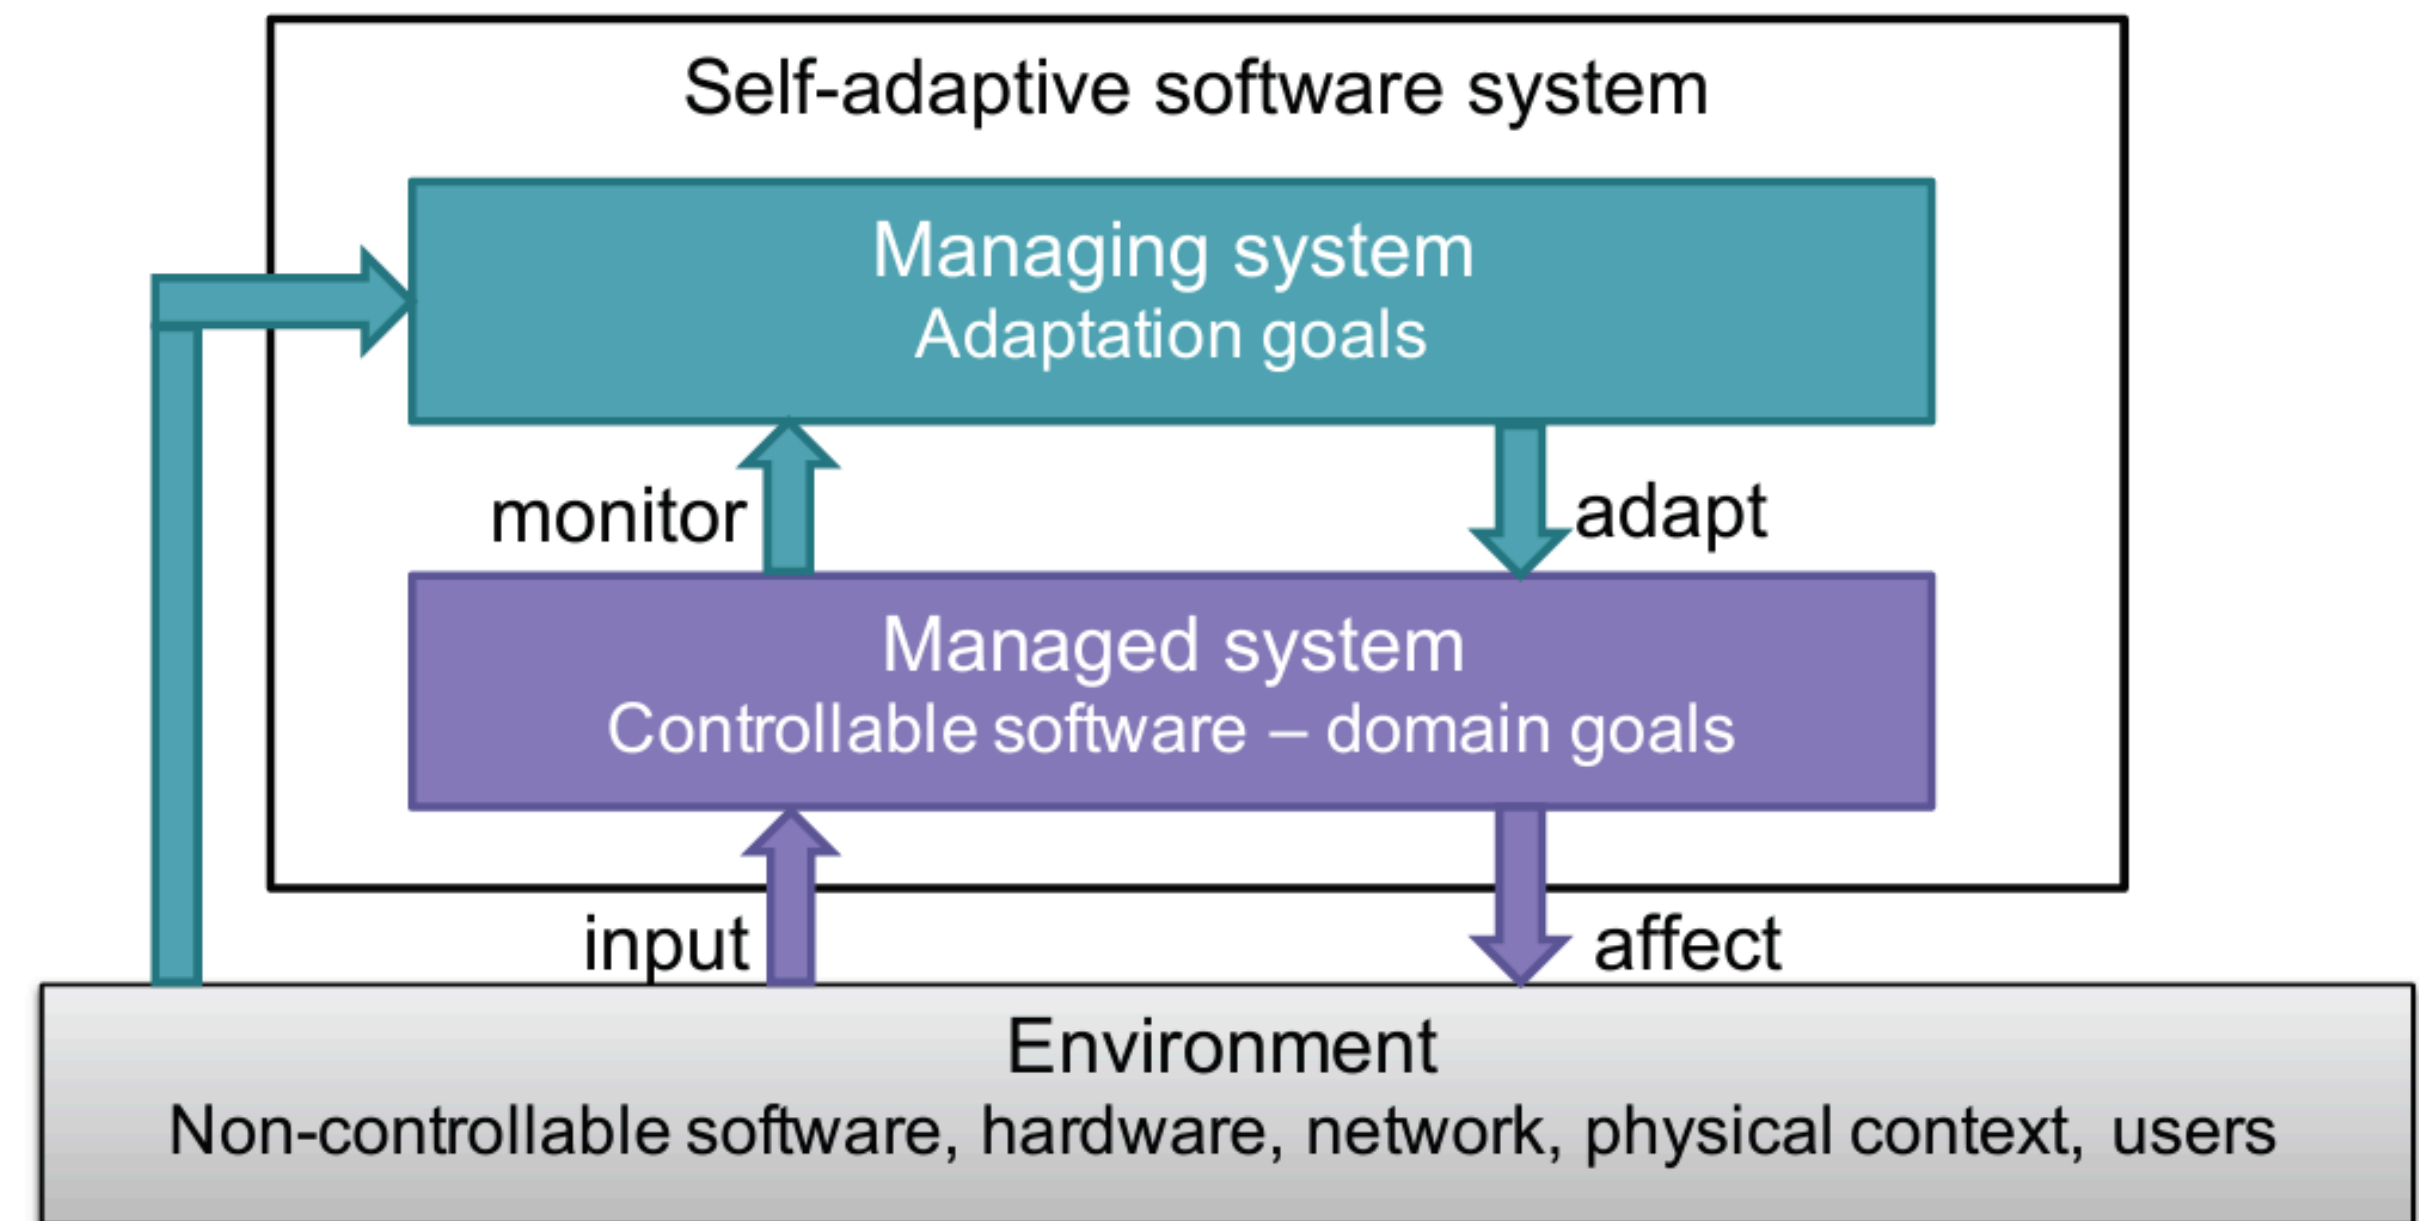 Self-adaptive software system
Managing system
Adaptation goals
monitor
adapt
Managed system
Controllable software – domain goals
input
affect
Environment
Non-controllable software, hardware, network, physical context, users